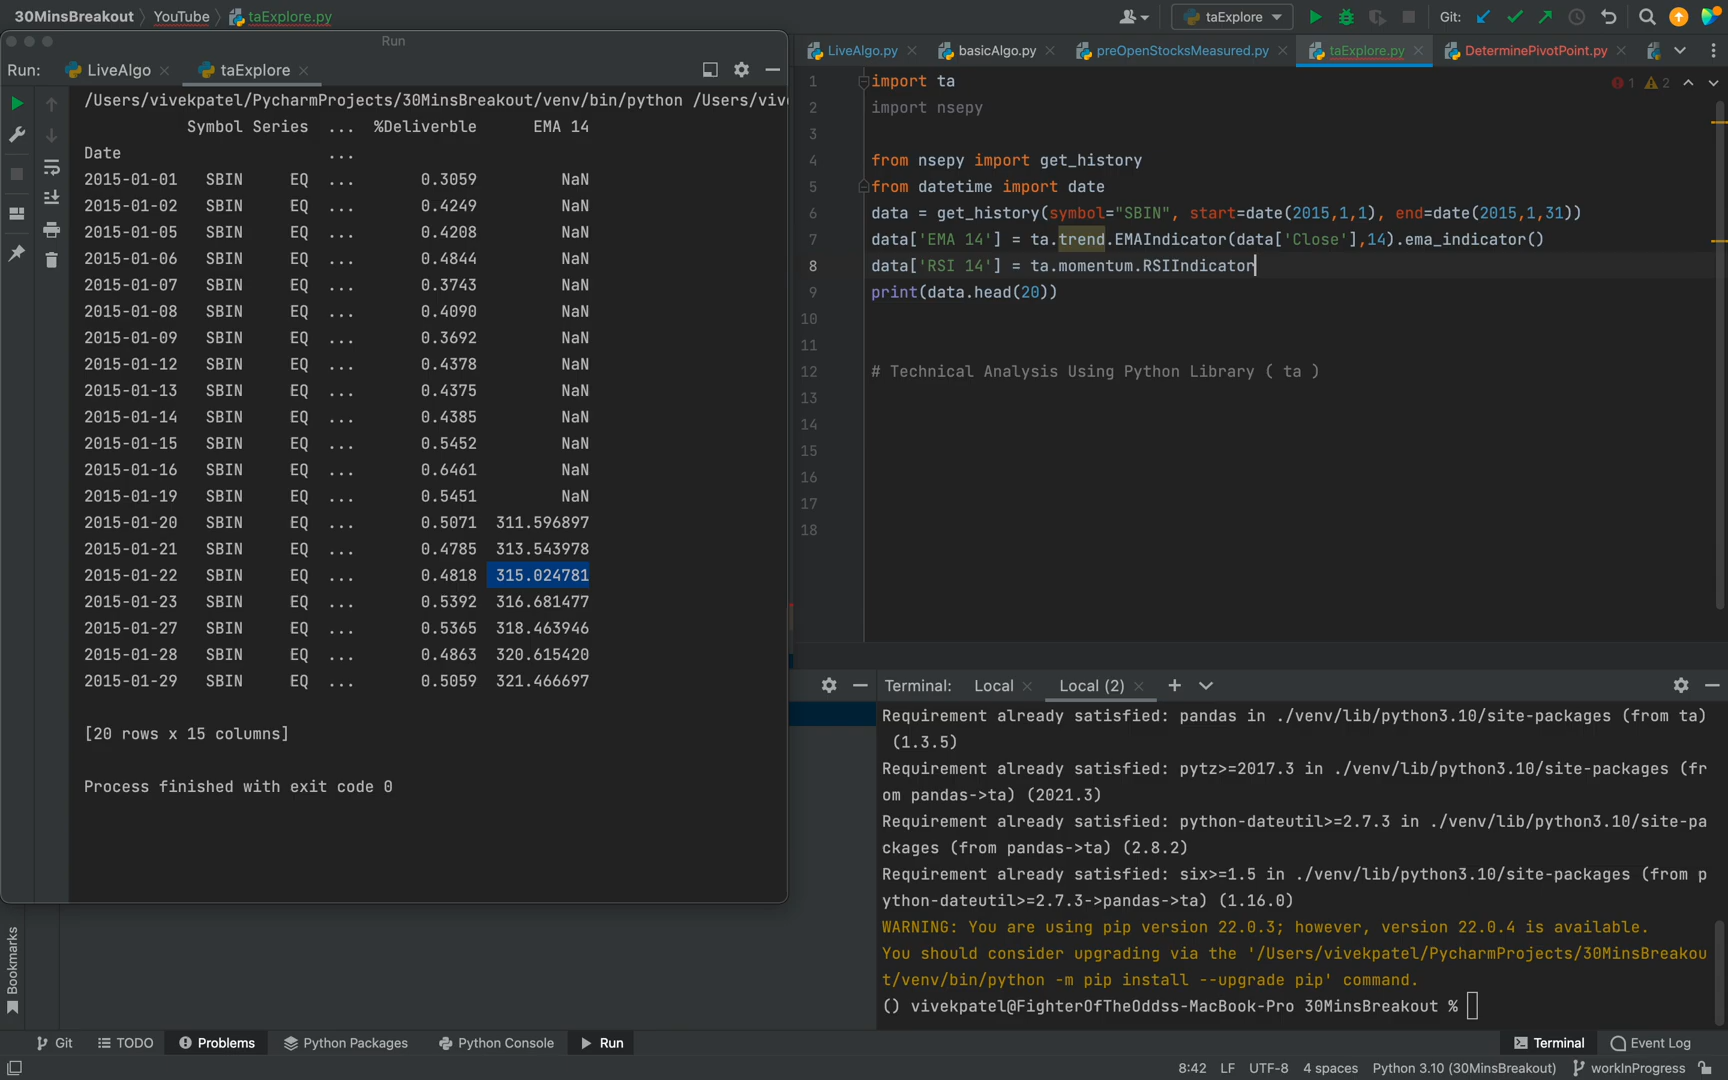 30MinsBreakout 〉 YouTube 〉 taExplore.py
taExplore
Git:
Run
Run: LiveAlgo taExplore
LiveAlgo.py basicAlgo.py preOpenStocksMeasured.py taExplore.py DeterminePivotPoint.py
/Users/vivekpatel/PycharmProjects/30MinsBreakout/venv/bin/python /Users/viv
Symbol Series ... %Deliverble EMA 14
Date ...
2015-01-01 SBIN EQ ... 0.3059 NaN
2015-01-02 SBIN EQ ... 0.4249 NaN
2015-01-05 SBIN EQ ... 0.4208 NaN
2015-01-06 SBIN EQ ... 0.4844 NaN
2015-01-07 SBIN EQ ... 0.3743 NaN
2015-01-08 SBIN EQ ... 0.4090 NaN
2015-01-09 SBIN EQ ... 0.3692 NaN
2015-01-12 SBIN EQ ... 0.4378 NaN
2015-01-13 SBIN EQ ... 0.4375 NaN
2015-01-14 SBIN EQ ... 0.4385 NaN
2015-01-15 SBIN EQ ... 0.5452 NaN
2015-01-16 SBIN EQ ... 0.6461 NaN
2015-01-19 SBIN EQ ... 0.5451 NaN
2015-01-20 SBIN EQ ... 0.5071 311.596897
2015-01-21 SBIN EQ ... 0.4785 313.543978
2015-01-22 SBIN EQ ... 0.4818 315.024781
2015-01-23 SBIN EQ ... 0.5392 316.681477
2015-01-27 SBIN EQ ... 0.5365 318.463946
2015-01-28 SBIN EQ ... 0.4863 320.615420
2015-01-29 SBIN EQ ... 0.5059 321.466697
[20 rows x 15 columns]
Process finished with exit code 0
1 import ta
2 import nsepy
3
4 from nsepy import get_history
5 from datetime import date
6 data = get_history(symbol="SBIN", start=date(2015,1,1), end=date(2015,1,31))
7 data['EMA 14'] = ta.trend.EMAIndicator(data['Close'],14).ema_indicator()
8 data['RSI 14'] = ta.momentum.RSIIndicator
9 print(data.head(20))
10
11
12 # Technical Analysis Using Python Library ( ta )
13
14
15
16
17
18
1 2
Terminal: Local Local (2)
Requirement already satisfied: pandas in ./venv/lib/python3.10/site-packages (from ta)
(1.3.5)
Requirement already satisfied: pytz>=2017.3 in ./venv/lib/python3.10/site-packages (fr
om pandas->ta) (2021.3)
Requirement already satisfied: python-dateutil>=2.7.3 in ./venv/lib/python3.10/site-pa
ckages (from pandas->ta) (2.8.2)
Requirement already satisfied: six>=1.5 in ./venv/lib/python3.10/site-packages (from p
ython-dateutil>=2.7.3->pandas->ta) (1.16.0)
WARNING: You are using pip version 22.0.3; however, version 22.0.4 is available.
You should consider upgrading via the '/Users/vivekpatel/PycharmProjects/30MinsBreakou
t/venv/bin/python -m pip install --upgrade pip' command.
() vivekpatel@FighterOfTheOddss-MacBook-Pro 30MinsBreakout %
Bookmarks
Git TODO Problems Python Packages Python Console Run Terminal Event Log
8:42 LF UTF-8 4 spaces Python 3.10 (30MinsBreakout) workInProgress